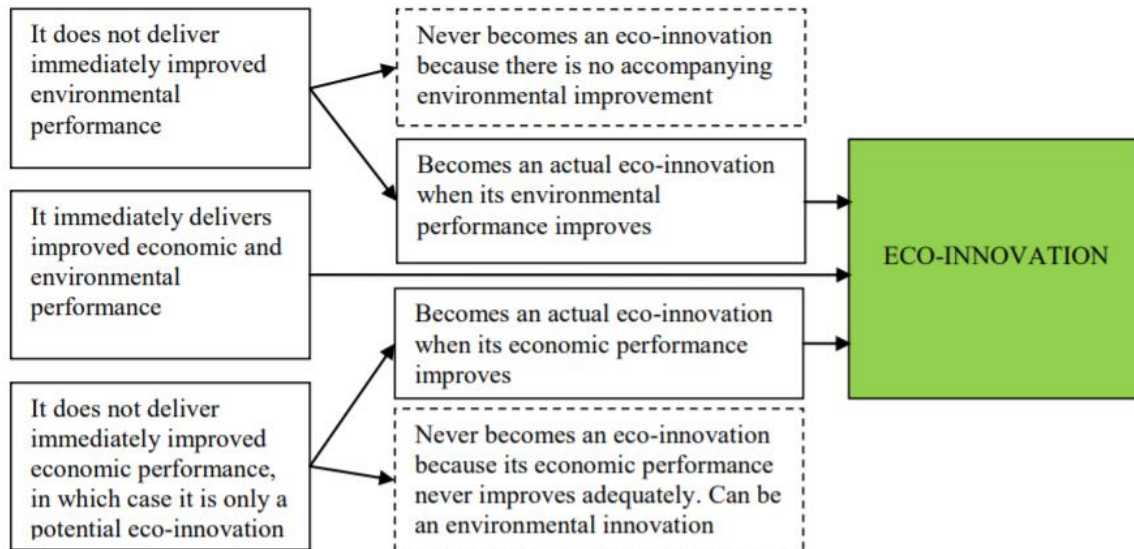 It does not deliver
immediately improved
environmental
performance
Never becomes an eco-innovation
because there is no accompanying
environmental improvement
Becomes an actual eco-innovation
when its environmental
performance improves
It immediately delivers
improved economic and
environmental
performance
ECO-INNOVATION
Becomes an actual eco-innovation
when its economic performance
improves
It does not deliver
immediately improved
economic performance,
in which case it is only a
potential eco-innovation
Never becomes an eco-innovation
because its economic performance
never improves adequately. Can be
an environmental innovation